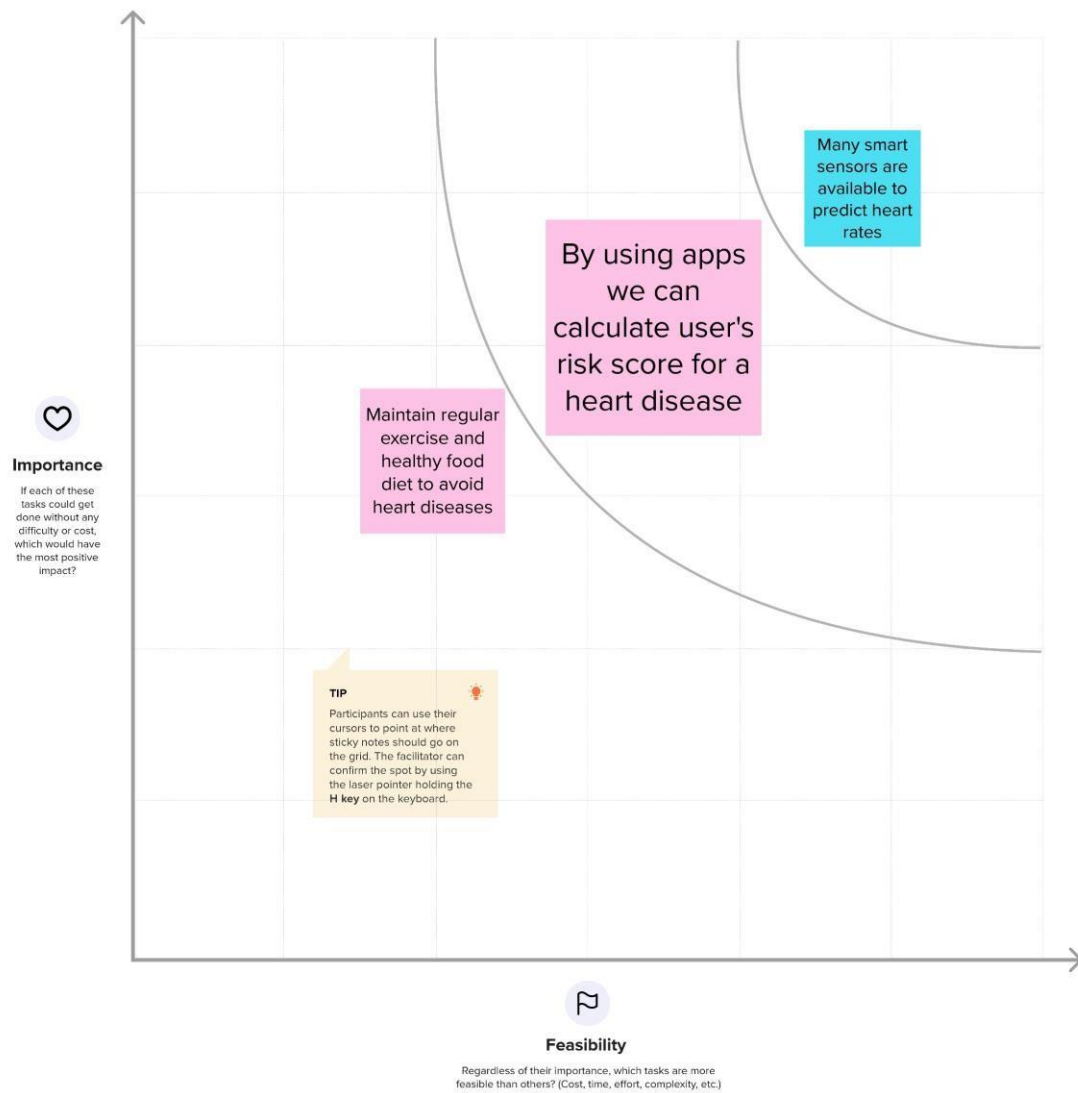 Many smart
sensors are
available to
predict heart
rates
By using apps
we can
calculate user's
risk score for a
heart disease
Maintain regular
exercise and
healthy food
diet to avoid
heart diseases
Importance
If each of these
tasks could get
done without any
difficulty or cost,
which would have
the most positive
impact?
TIP
Participants can use their
cursors to point at where
sticky notes should go on
the grid. The facilitator can
confirm the spot by using
the laser pointer holding the
H key on the keyboard.
Feasibility
Regardless of their importance, which tasks are more
feasible than others? (Cost, time, effort, complexity, etc.)